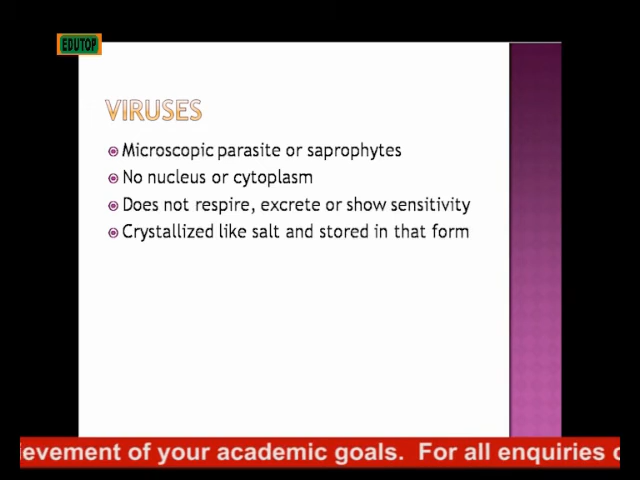 EDUTOP
VIRUSES
Microscopic parasite or saprophytes
No nucleus or cytoplasm
Does not respire, excrete or show sensitivity
Crystallized like salt and stored in that form
ievement of your academic goals. For all enquiries